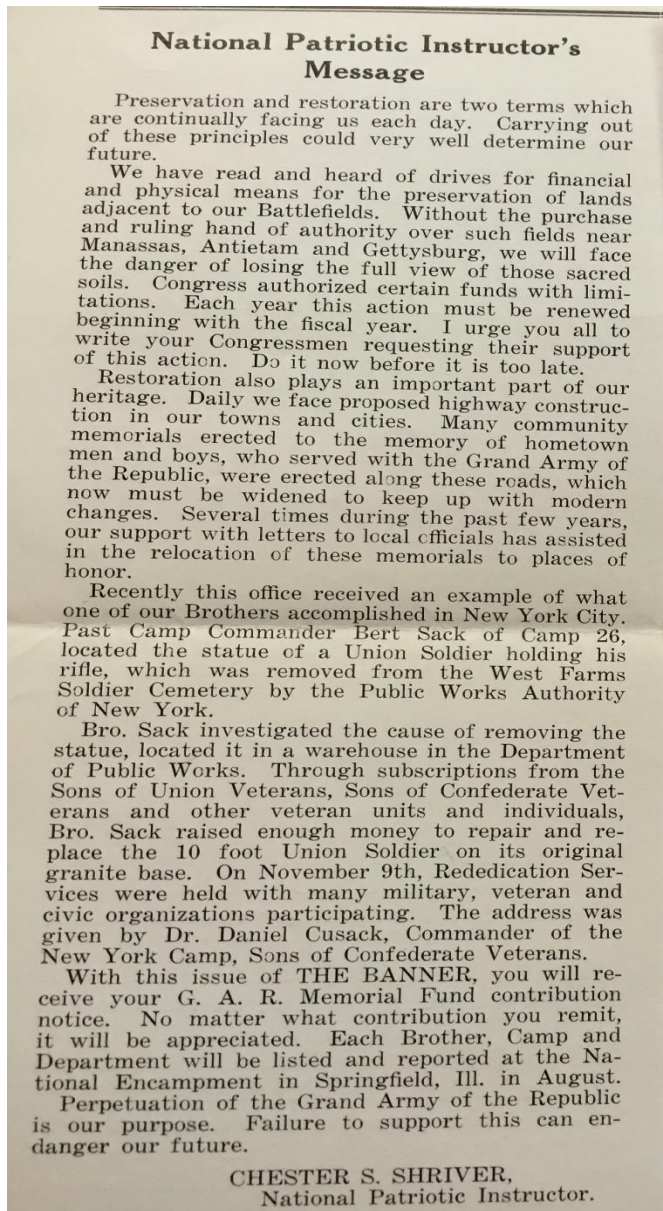 National Patriotic Instructor's
Message
Preservation and restoration are two terms which
are continually facing us each day. Carrying out
of these principles could very well determine our
future.
We have read and heard of drives for financial
and physical means for the preservation of lands
adjacent to our Battlefields. Without the purchase
and ruling hand of authority over such fields near
Manassas, Antietam and Gettysburg, we will face
the danger of losing the full view of those sacred
soils. Congress authorized certain funds with limi-
tations. Each year this action must be renewed
beginning with the fiscal year. I urge you all to
write your Congressmen requesting their support
of this action. Do it now before it is too late.
Restoration also plays an important part of our
heritage. Daily we face proposed highway construc-
tion in our towns and cities. Many community
memorials erected to the memory of hometown
men and boys, who served with the Grand Army of
the Republic, were erected along these roads, which
now must be widened to keep up with modern
changes. Several times during the past few years,
our support with letters to local officials has assisted
in the relocation of these memorials to places of
honor.
Recently this office received an example of what
one of our Brothers accomplished in New York City.
Past Camp Commander Bert Sack of Camp 26,
located the statue of a Union Soldier holding his
rifle, which was removed from the West Farms
Soldier Cemetery by the Public Works Authority
of New York.
Bro. Sack investigated the cause of removing the
statue, located it in a warehouse in the Department
of Public Works. Through subscriptions from the
Sons of Union Veterans, Sons of Confederate Vet-
erans and other veteran units and individuals,
Bro. Sack raised enough money to repair and re-
place the 10 foot Union Soldier on its original
granite base. On November 9th, Rededication Ser-
vices were held with many military, veteran and
civic organizations participating. The address was
given by Dr. Daniel Cusack, Commander of the
New York Camp, Sons of Confederate Veterans.
With this issue of THE BANNER, you will re-
ceive your G. A. R. Memorial Fund contribution
notice. No matter what contribution you remit,
it will be appreciated. Each Brother, Camp and
Department will be listed and reported at the Na-
tional Encampment in Springfield, Ill. in August.
Perpetuation of the Grand Army of the Republic
is our purpose. Failure to support this can en-
danger our future.
CHESTER S. SHRIVER,
National Patriotic Instructor.